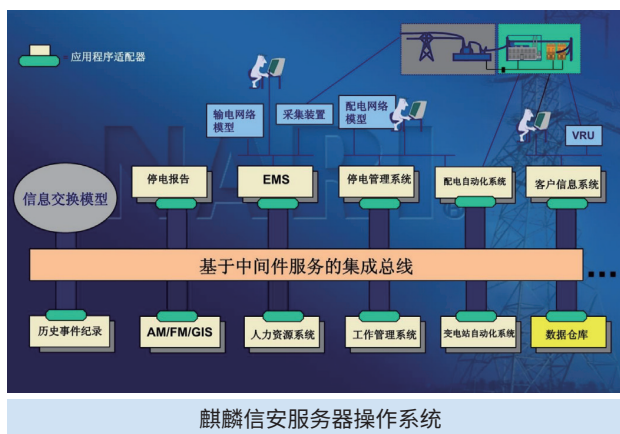 应用程序适配器
输电网络
模型
采集装置
配电网络
模型
VRU
停电报告
EMS
停电管理系统
配电自动化系统
客户信息系统
信息交换模型
NARI
®
基于中间件服务的集成总线
...
历史事件纪录
AM/FM/GIS
人力资源系统
工作管理系统
变电站自动化系统
数据仓库
麒麟信安服务器操作系统